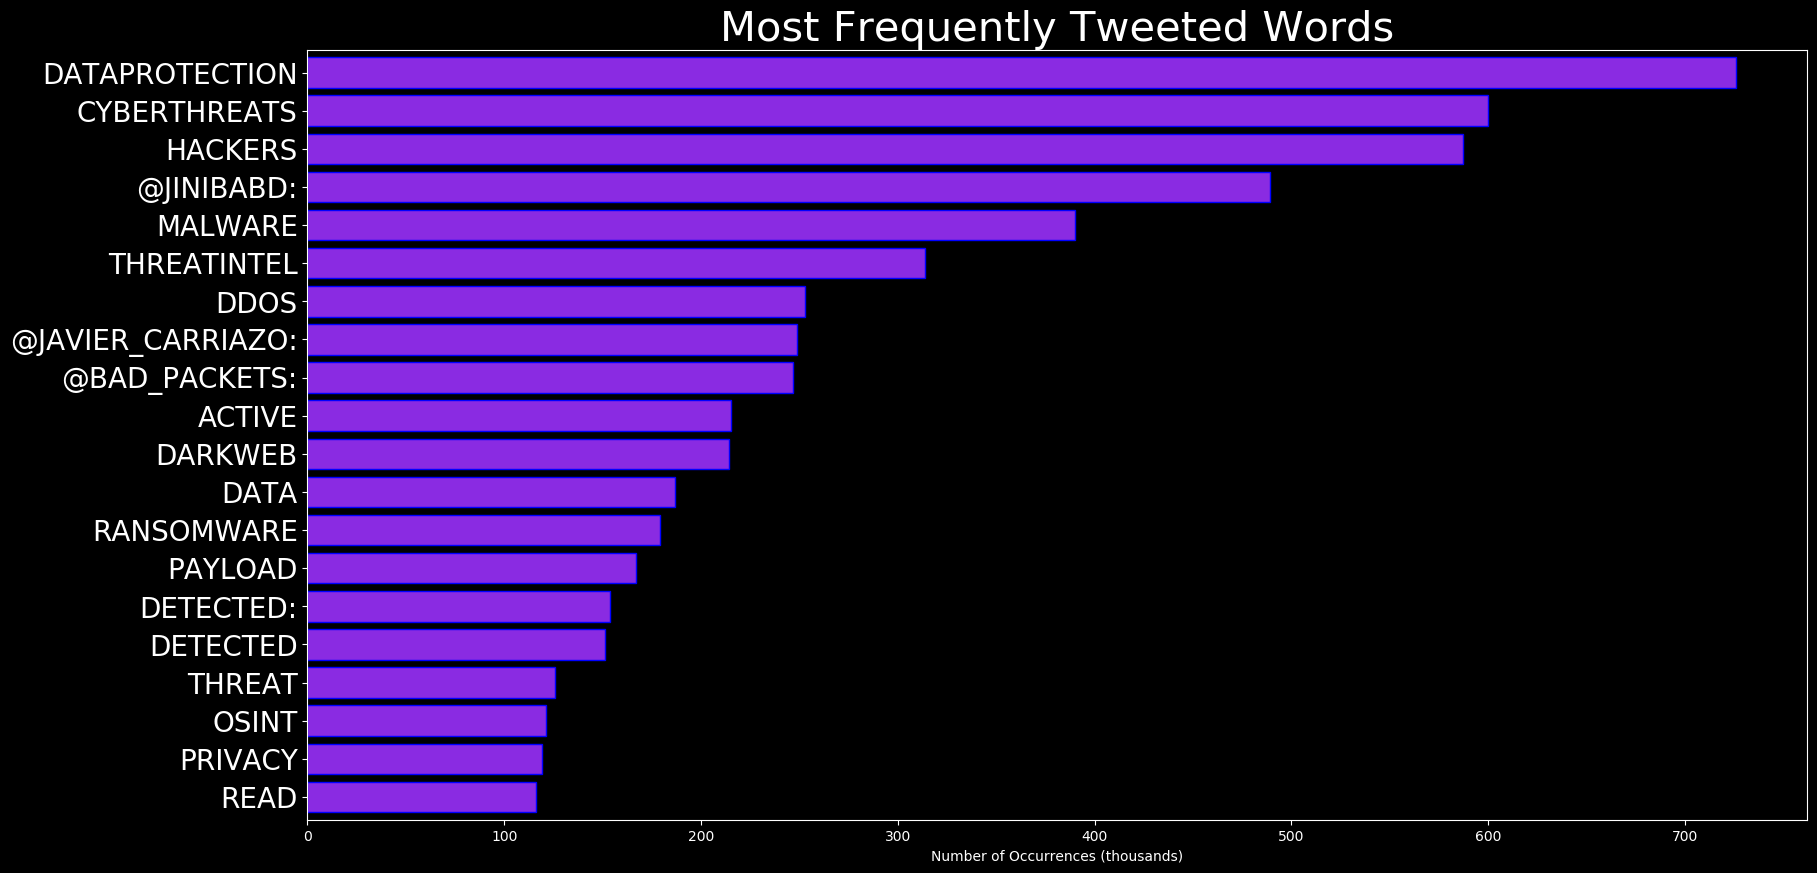 Most Frequently Tweeted Words
DATAPROTECTION
CYBERTHREATS
HACKERS
@JINIBABD:
MALWARE
THREATINTEL
DDOS
@JAVIER_CARRIAZO:
@BAD_PACKETS:
ACTIVE
DARKWEB
DATA
RANSOMWARE
PAYLOAD
DETECTED:
DETECTED
THREAT
OSINT
PRIVACY
READ
0 100 200 300 400 500 600 700
Number of Occurrences (thousands)